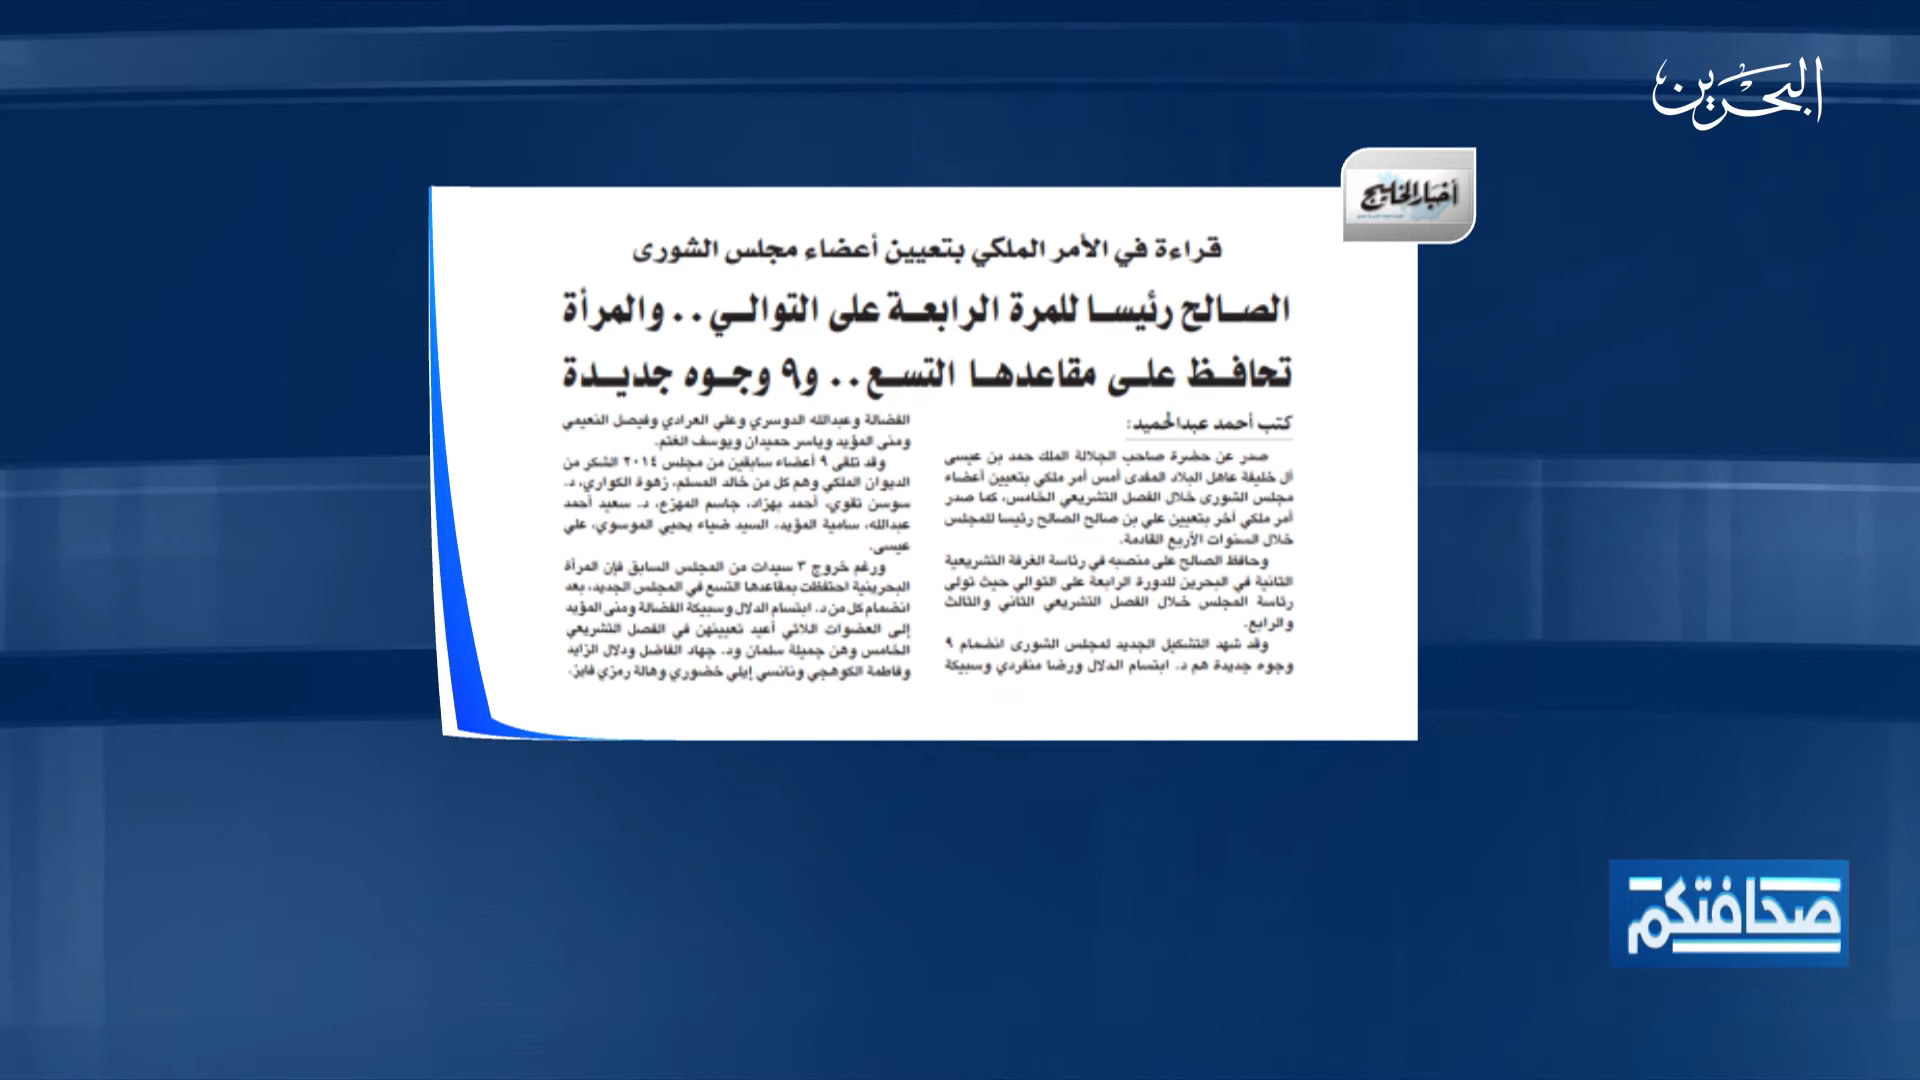 البحرين
أخبار الخليج
قراءة في الأمر الملكي بتعيين أعضاء مجلس الشورى
الصالح رئيسا للمرة الرابعة على التوالي.. والمرأة
تحافظ على مقاعدها التسع.. و٩ وجوه جديدة
كتب أحمد عبدالحميد:
صدر عن حضرة صاحب الجلالة الملك حمد بن عيسى
آل خليفة عاهل البلاد المفدى أمس أمر ملكي بتعيين أعضاء
مجلس الشورى خلال الفصل التشريعي الخامس، كما صدر
أمر ملكي آخر بتعيين علي بن صالح الصالح رئيسا للمجلس
خلال السنوات الأربع القادمة.
وحافظ الصالح على منصبه في رئاسة الغرفة التشريعية
الثانية في البحرين للدورة الرابعة على التوالي حيث تولى
رئاسة المجلس خلال الفصل التشريعي الثاني والثالث
والرابع.
وقد شهد التشكيل الجديد لمجلس الشورى انضمام ٩
وجوه جديدة هم د. ابتسام الدلال ورضا منفردي وسبيكة
الفضالة وعبدالله الدوسري وعلي العرادي وفيصل النعيمي
ومنى المؤيد وياسر حميدان ويوسف الغتم.
وقد تلقى ٩ أعضاء سابقين من مجلس ٢٠١٤ الشكر من
الديوان الملكي وهم كل من خالد المسلم، زهوة الكواري، د.
سوسن تقوي، أحمد بهزاد، جاسم المهزع، د. سعيد أحمد
عبدالله، سامية المؤيد، السيد ضياء يحيى الموسوي، علي
عيسى.
ورغم خروج ٣ سيدات من المجلس السابق فإن المرأة
البحرينية احتفظت بمقاعدها التسع في المجلس الجديد، بعد
انضمام كل من د. ابتسام الدلال وسبيكة الفضالة ومنى المؤيد
إلى العضوات اللاتي أعيد تعيينهن في الفصل التشريعي
الخامس وهن جميلة سلمان ود. جهاد الفاضل ودلال الزايد
وفاطمة الكوهجي ونانسي إيلي خضوري وهالة رمزي فايز.
صحافتكم